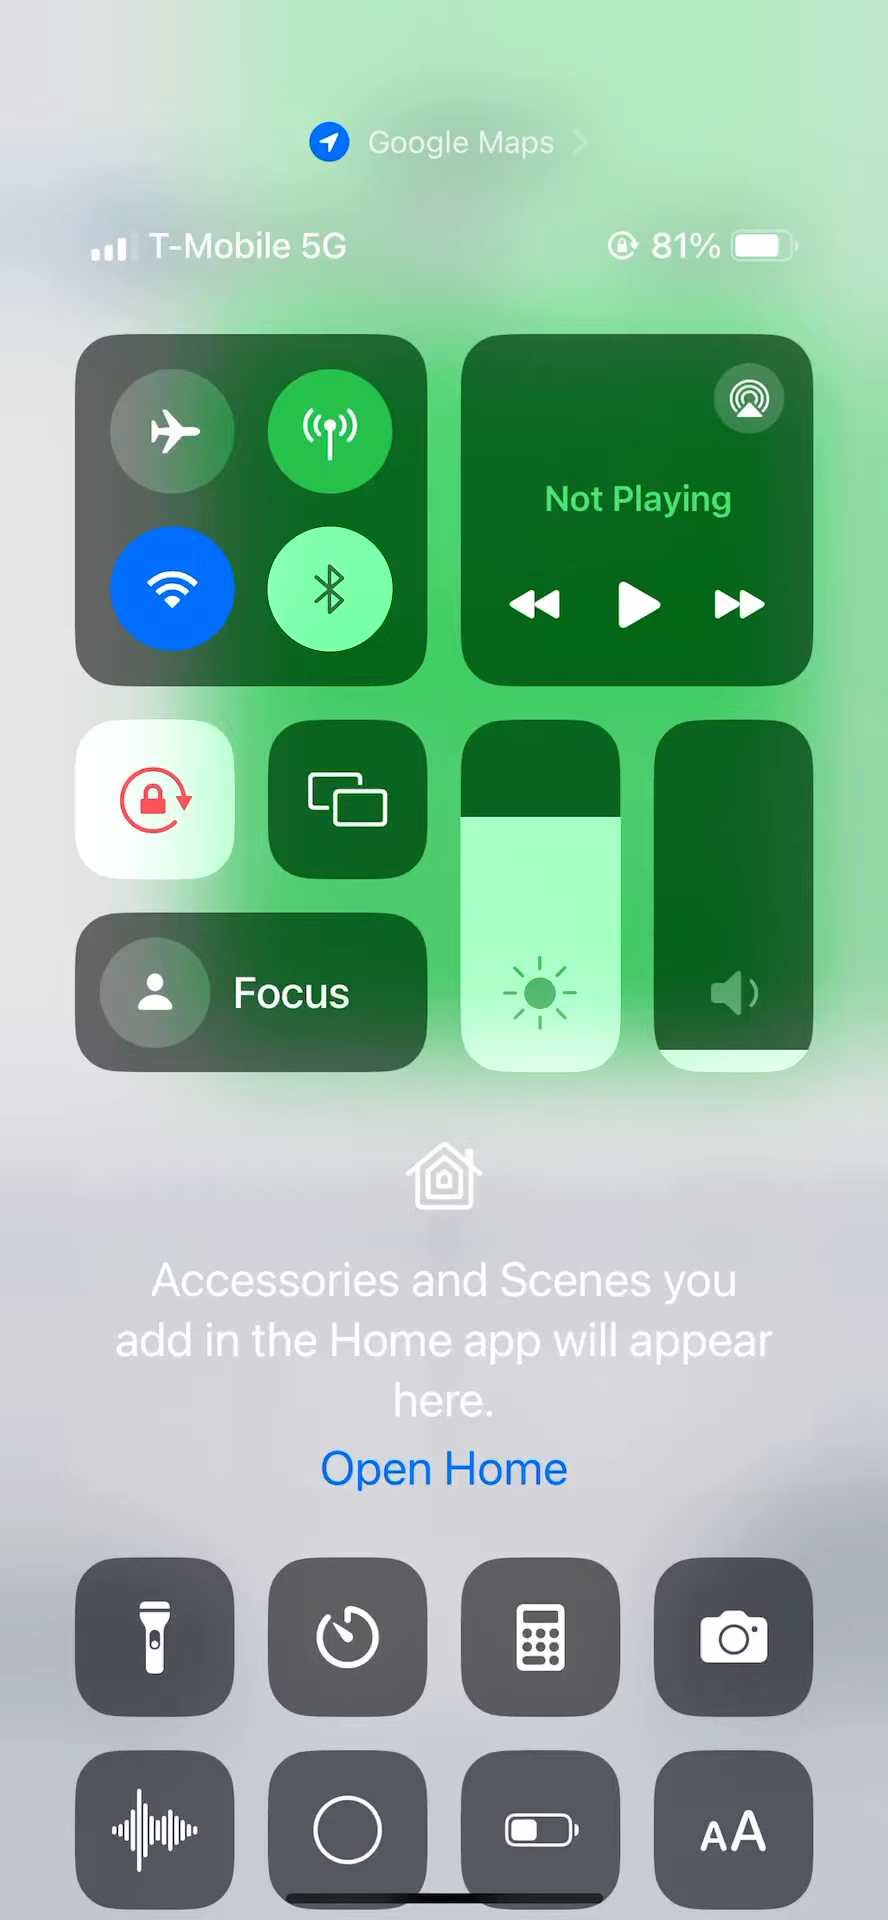 Google Maps
T-Mobile 5G
81%
Not Playing
Focus
Accessories and Scenes you
add in the Home app will appear
here.
Open Home
AA